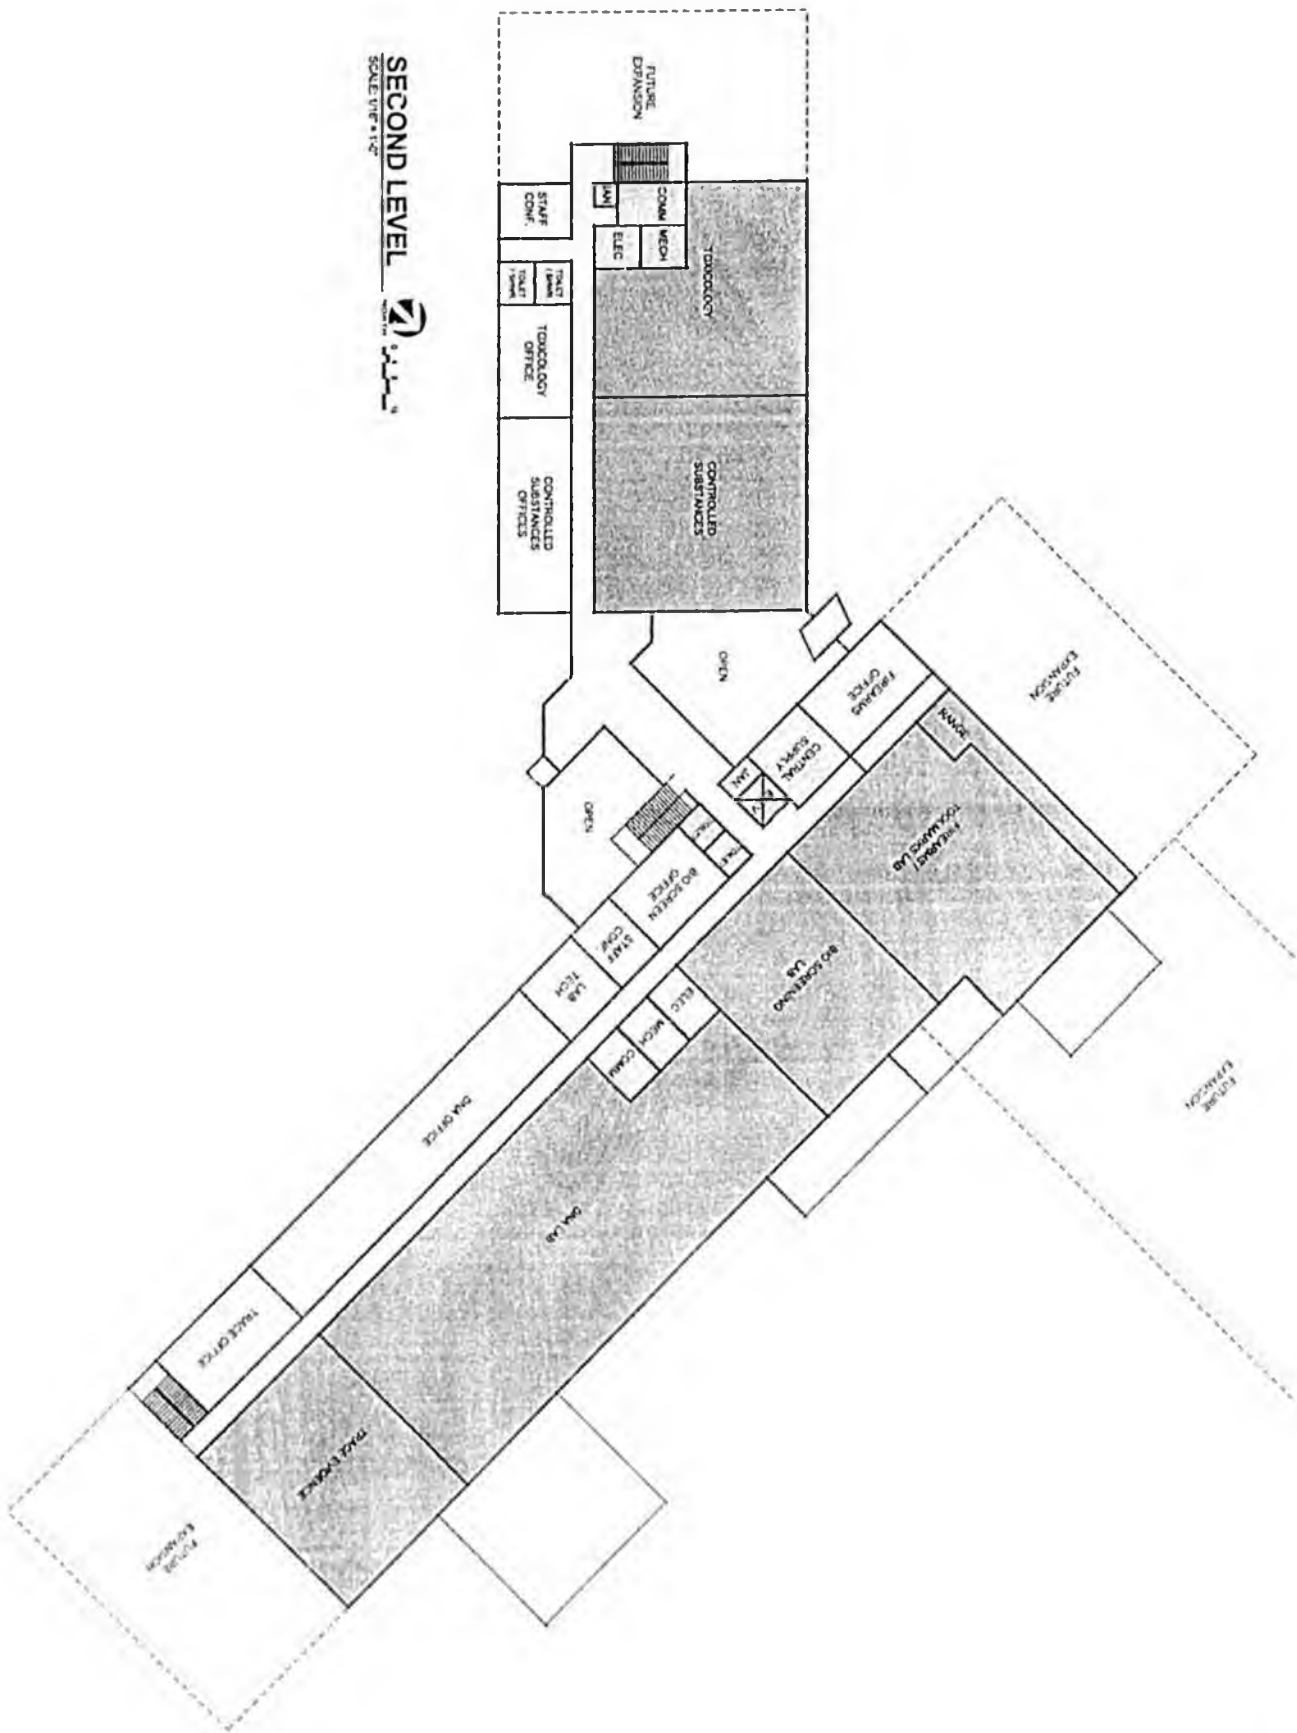 SECOND LEVEL
SCALE: 1/16" = 1'-0"
NORTH
FUTURE
EXPANSION
STAFF
CONF.
JAN
COMM
MECH
ELEC
TOILET
TOILET
TOXICOLOGY
TOXICOLOGY
OFFICE
CONTROLLED
SUBSTANCES
CONTROLLED
SUBSTANCES
OFFICES
OPEN
FIREARMS
OFFICE
CENTRAL
SUPPLY
JAN
RANGE
FUTURE
EXPANSION
FIREARMS /
TOOLMARKS LAB
OPEN
TOILET
TOILET
BIO SCREEN
OFFICE
STAFF
CONF.
LAB
TECH
BIO SCREENING
LAB
ELEC
MECH
COMM
FUTURE
EXPANSION
DNA OFFICE
DNA LAB
TRACE OFFICE
TRACE EVIDENCE
FUTURE
EXPANSION